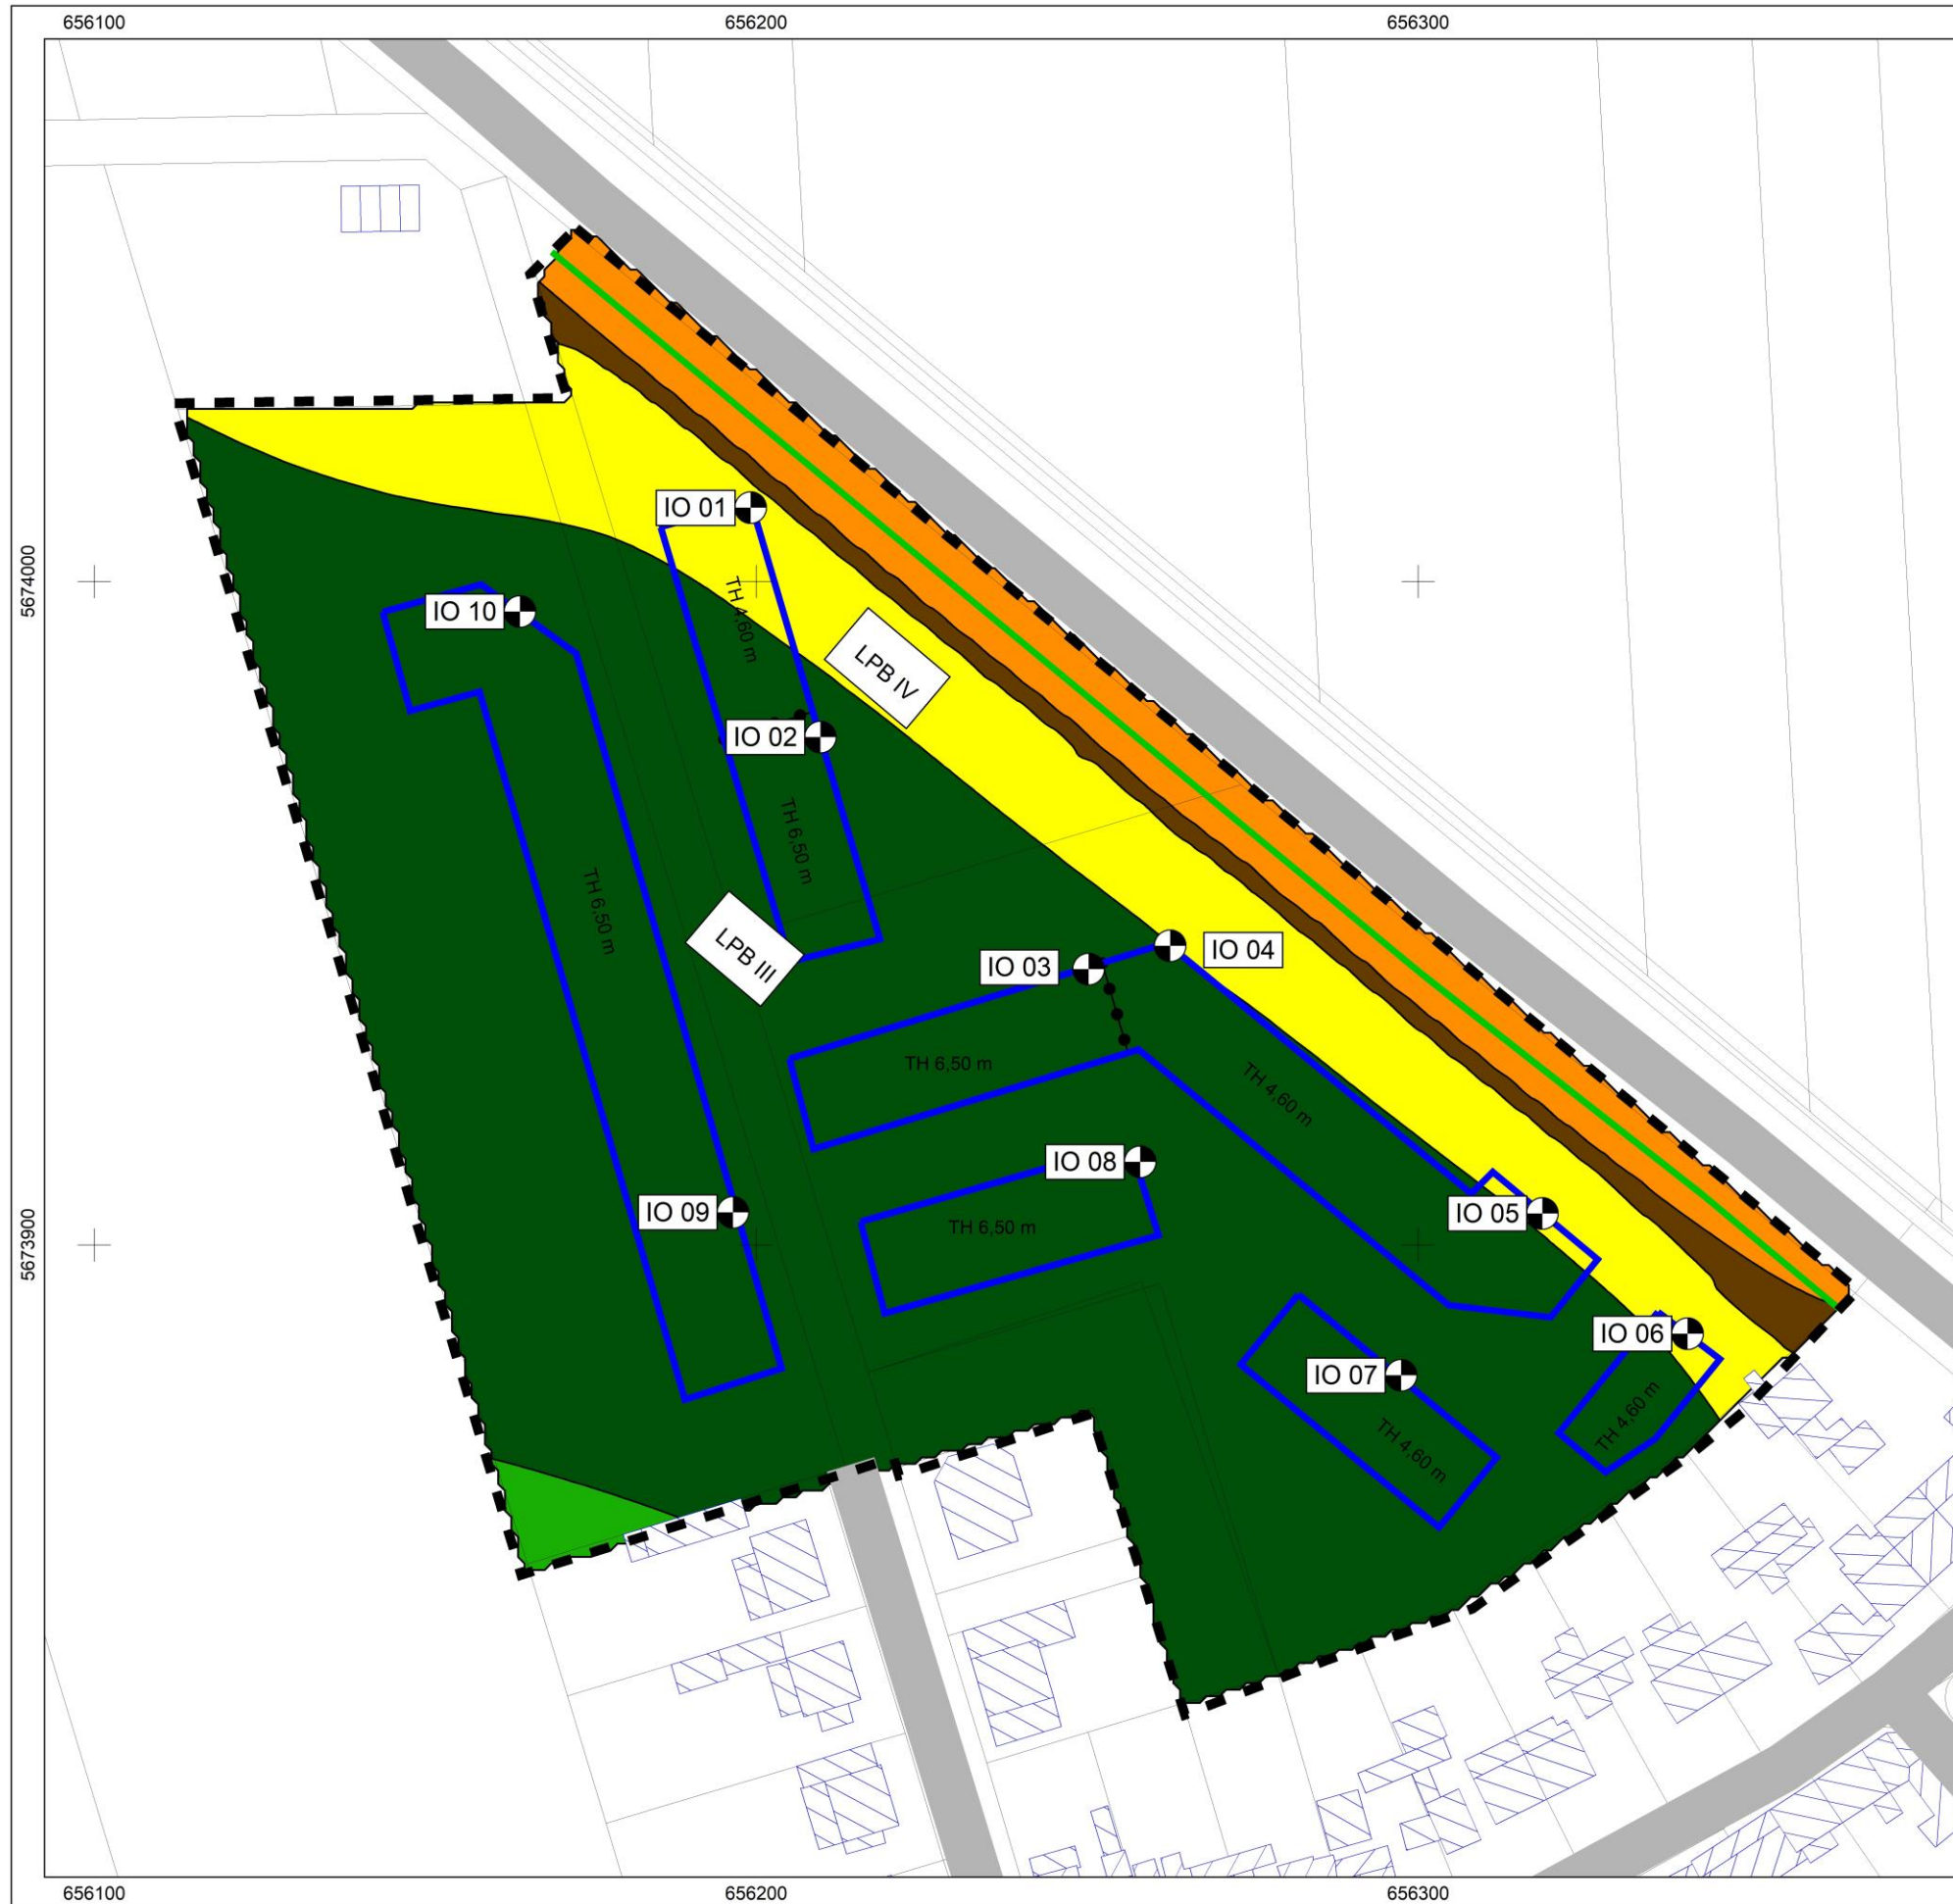 656100
656200
656300
IO 01
5674000
TH 4,60 m
IO 10
LPB IV
IO 02
TH 6,50 m
TH 6,50 m
LPB III
IO 04
IO 03
TH 6,50 m
TH 4,60 m
IO 08
IO 09
IO 05
TH 6,50 m
5673900
IO 06
IO 07
TH 4,60 m
TH 4,60 m
656100
656200
656300